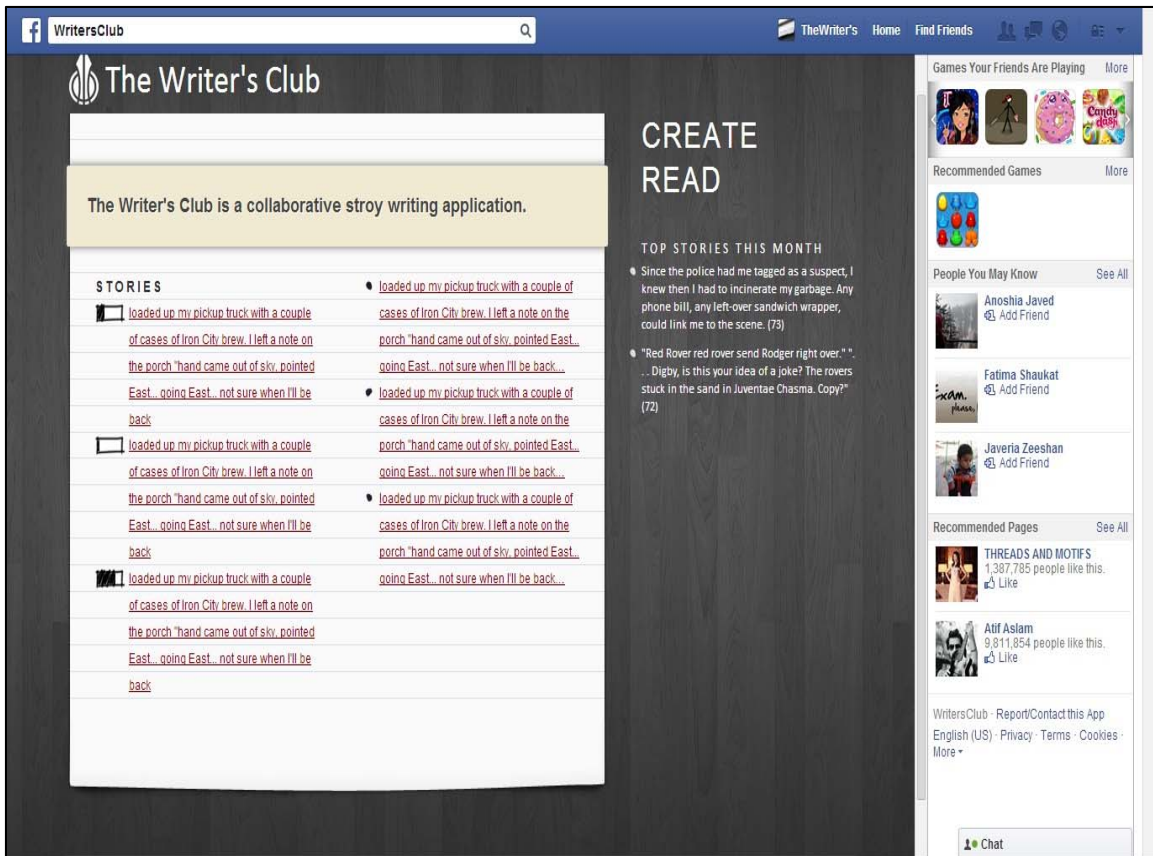 WritersClub
TheWriter's Home Find Friends
The Writer's Club
The Writer's Club is a collaborative stroy writing application.
STORIES
loaded up my pickup truck with a couple
of cases of Iron City brew. I left a note on
the porch "hand came out of sky, pointed
East... going East... not sure when I'll be
back
loaded up my pickup truck with a couple
of cases of Iron City brew. I left a note on
the porch "hand came out of sky, pointed
East... going East... not sure when I'll be
back
loaded up my pickup truck with a couple
of cases of Iron City brew. I left a note on
the porch "hand came out of sky, pointed
East... going East... not sure when I'll be
back
loaded up my pickup truck with a couple of
cases of Iron City brew. I left a note on the
porch "hand came out of sky, pointed East...
going East... not sure when I'll be back...
loaded up my pickup truck with a couple of
cases of Iron City brew. I left a note on the
porch "hand came out of sky, pointed East...
going East... not sure when I'll be back...
loaded up my pickup truck with a couple of
cases of Iron City brew. I left a note on the
porch "hand came out of sky, pointed East...
going East... not sure when I'll be back...
CREATE
READ
TOP STORIES THIS MONTH
Since the police had me tagged as a suspect, I
knew then I had to incinerate my garbage. Any
phone bill, any left-over sandwich wrapper,
could link me to the scene. (73)
"Red Rover red rover send Rodger right over." ".
. . Digby, is this your idea of a joke? The rovers
stuck in the sand in Juventae Chasma. Copy?"
(72)
Games Your Friends Are Playing More
Candy
dash
Recommended Games More
People You May Know See All
Anoshia Javed
Add Friend
Exam.
please,
Fatima Shaukat
Add Friend
Javeria Zeeshan
Add Friend
Recommended Pages See All
THREADS AND MOTIFS
1,387,785 people like this.
Like
Atif Aslam
9,811,854 people like this.
Like
WritersClub · Report/Contact this App
English (US) · Privacy · Terms · Cookies ·
More
Chat